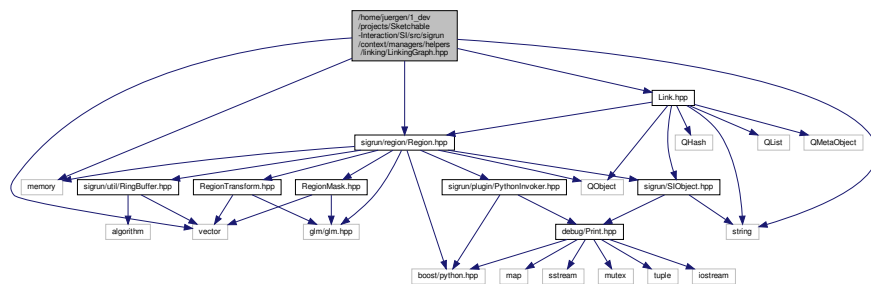 /home/juergen/1_dev
/projects/Sketchable
-Interaction/SI/src/sigrun
/context/managers/helpers
/linking/LinkingGraph.hpp
Link.hpp
sigrun/region/Region.hpp
QHash
QList
QMetaObject
memory
sigrun/util/RingBuffer.hpp
RegionTransform.hpp
RegionMask.hpp
sigrun/plugin/PythonInvoker.hpp
QObject
sigrun/SIObject.hpp
algorithm
vector
glm/glm.hpp
debug/Print.hpp
string
boost/python.hpp
map
sstream
mutex
tuple
iostream